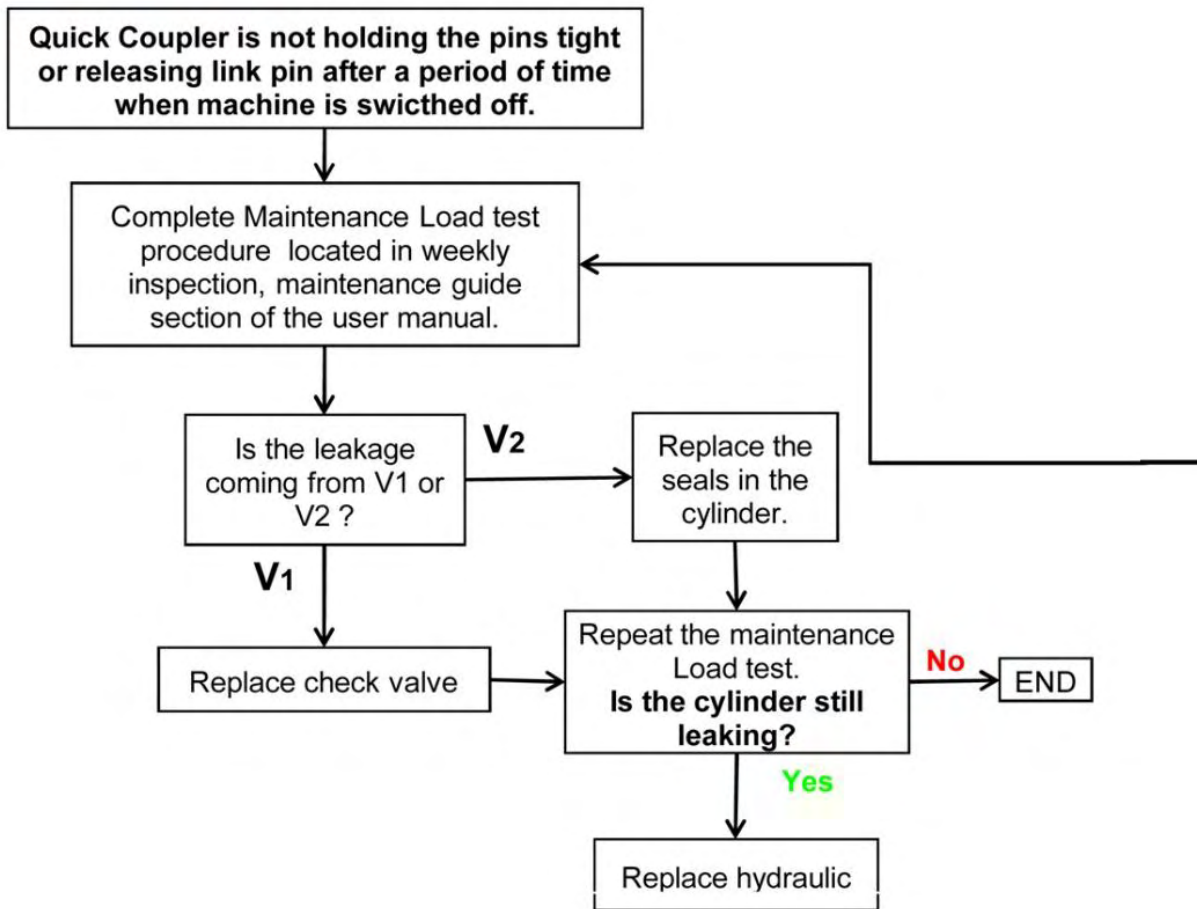 Quick Coupler is not holding the pins tight
or releasing link pin after a period of time
when machine is swicthed off.
Complete Maintenance Load test
procedure located in weekly
inspection, maintenance guide
section of the user manual.
Is the leakage
coming from V1 or
V2 ?
V2
Replace the
seals in the
cylinder.
V1
Replace check valve
Repeat the maintenance
Load test.
Is the cylinder still
leaking?
No
END
Yes
Replace hydraulic